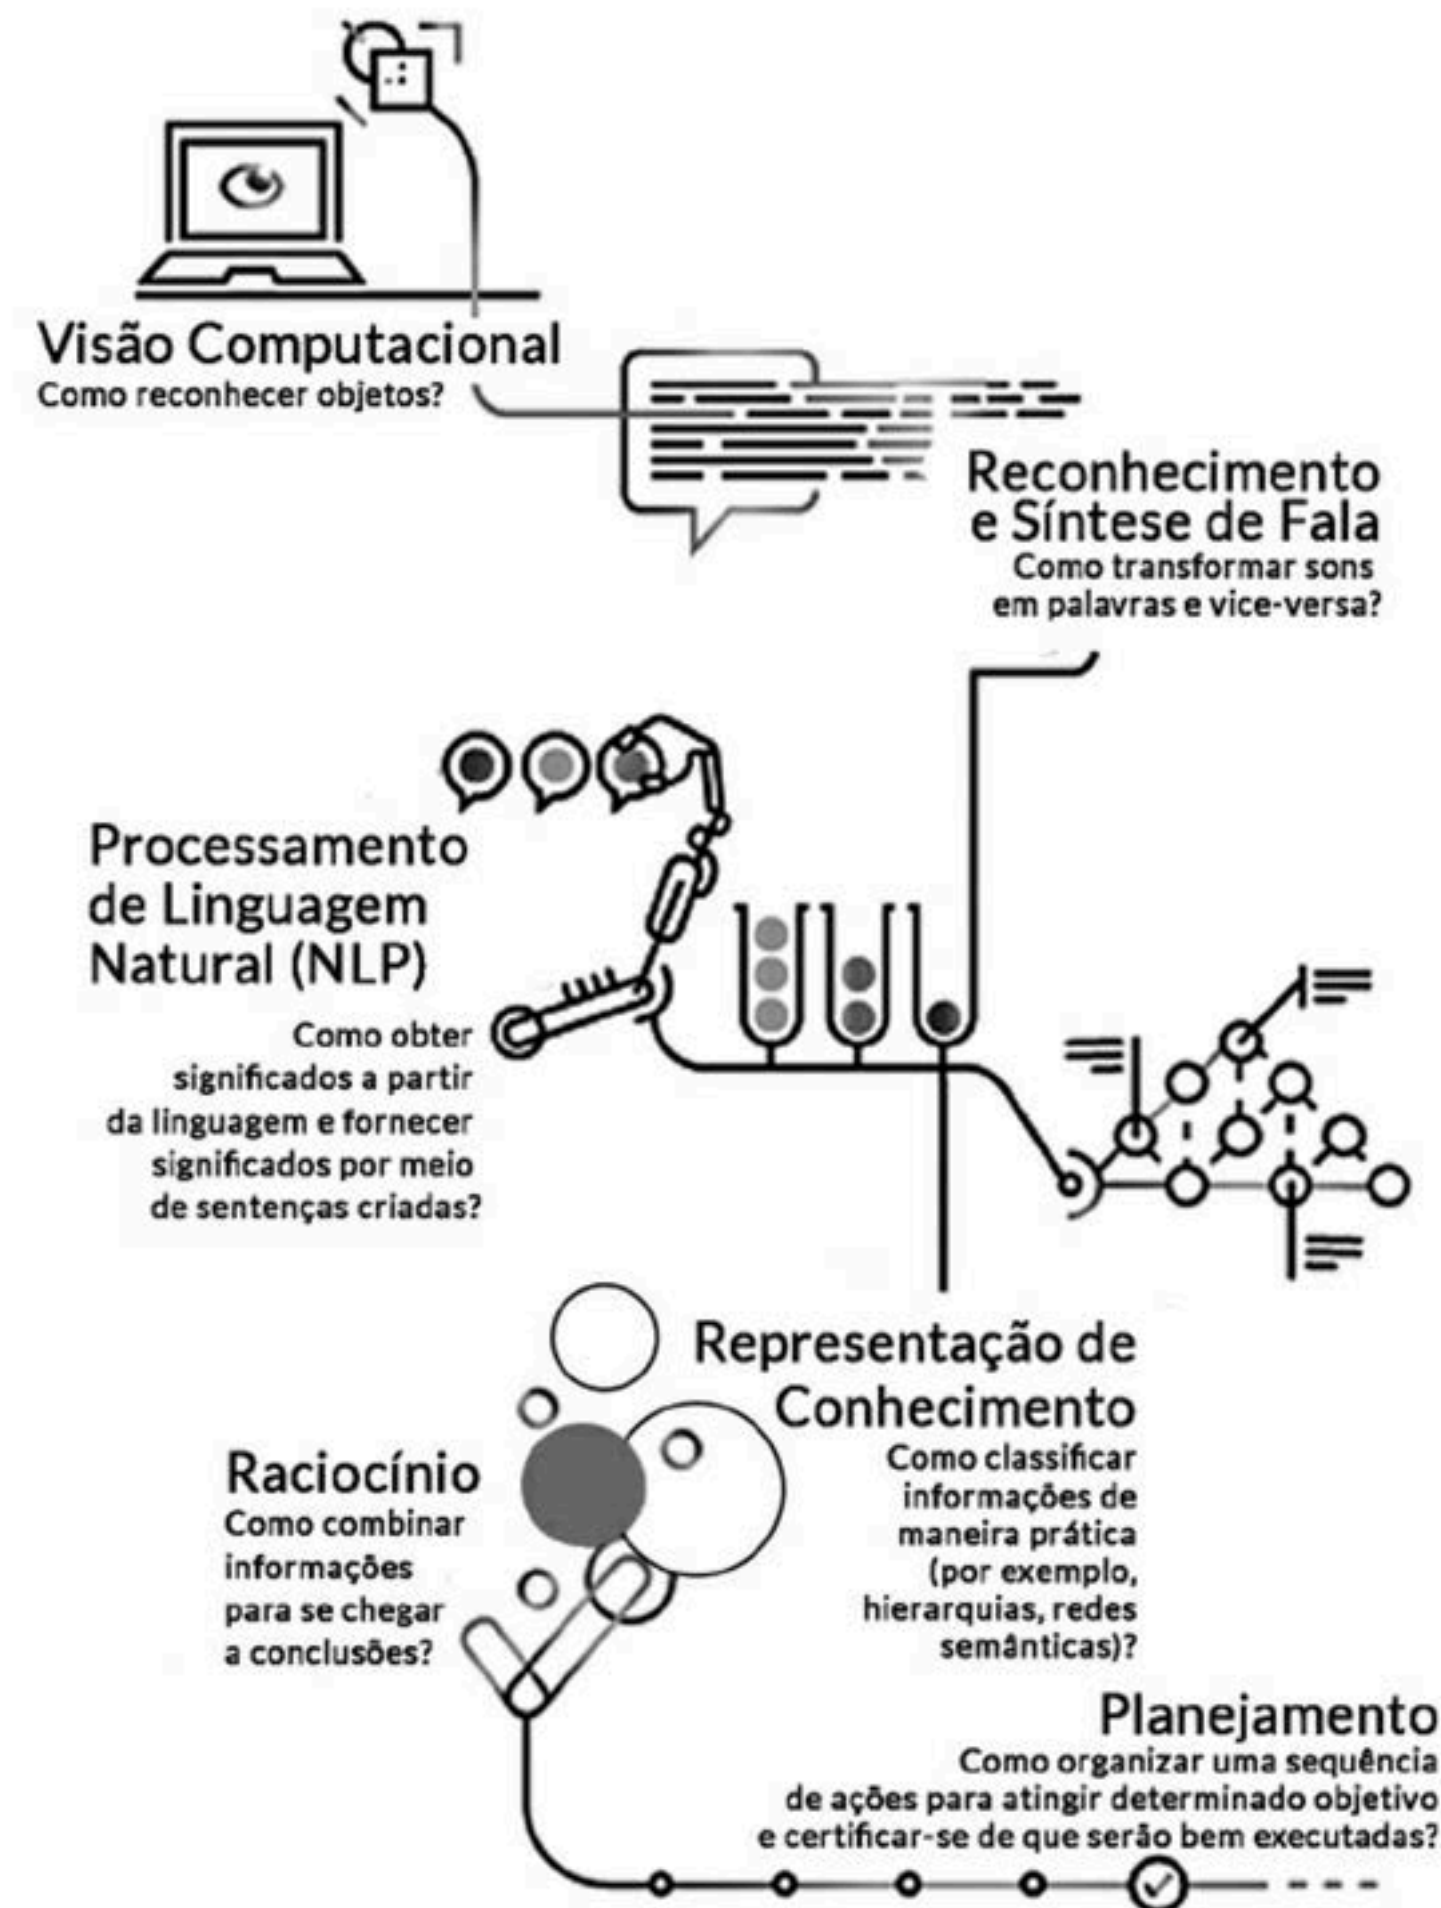 Visão Computacional
Como reconhecer objetos?
Reconhecimento
e Síntese de Fala
Como transformar sons
em palavras e vice-versa?
Processamento
de Linguagem
Natural (NLP)
Como obter
significados a partir
da linguagem e fornecer
significados por meio
de sentenças criadas?
Representação de
Conhecimento
Como classificar
informações de
maneira prática
(por exemplo,
hierarquias, redes
semânticas)?
Raciocínio
Como combinar
informações
para se chegar
a conclusões?
Planejamento
Como organizar uma sequência
de ações para atingir determinado objetivo
e certificar-se de que serão bem executadas?